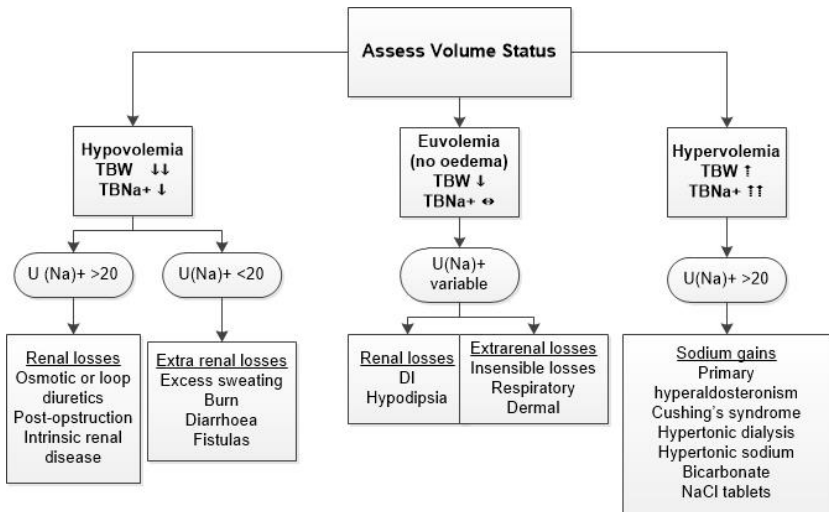 Assess Volume Status
Hypovolemia
TBW ↓↓
TBNa+ ↓
Euvolemia
(no oedema)
TBW ↓
TBNa+ ↔
Hypervolemia
TBW ↑
TBNa+ ↑↑
U (Na)+ >20
U(Na)+ <20
U(Na)+
variable
U(Na)+ >20
Renal losses
Osmotic or loop
diuretics
Post-opstruction
Intrinsic renal
disease
Extra renal losses
Excess sweating
Burn
Diarrhoea
Fistulas
Renal losses
DI
Hypodipsia
Extrarenal losses
Insensible losses
Respiratory
Dermal
Sodium gains
Primary
hyperaldosteronism
Cushing's syndrome
Hypertonic dialysis
Hypertonic sodium
Bicarbonate
NaCl tablets